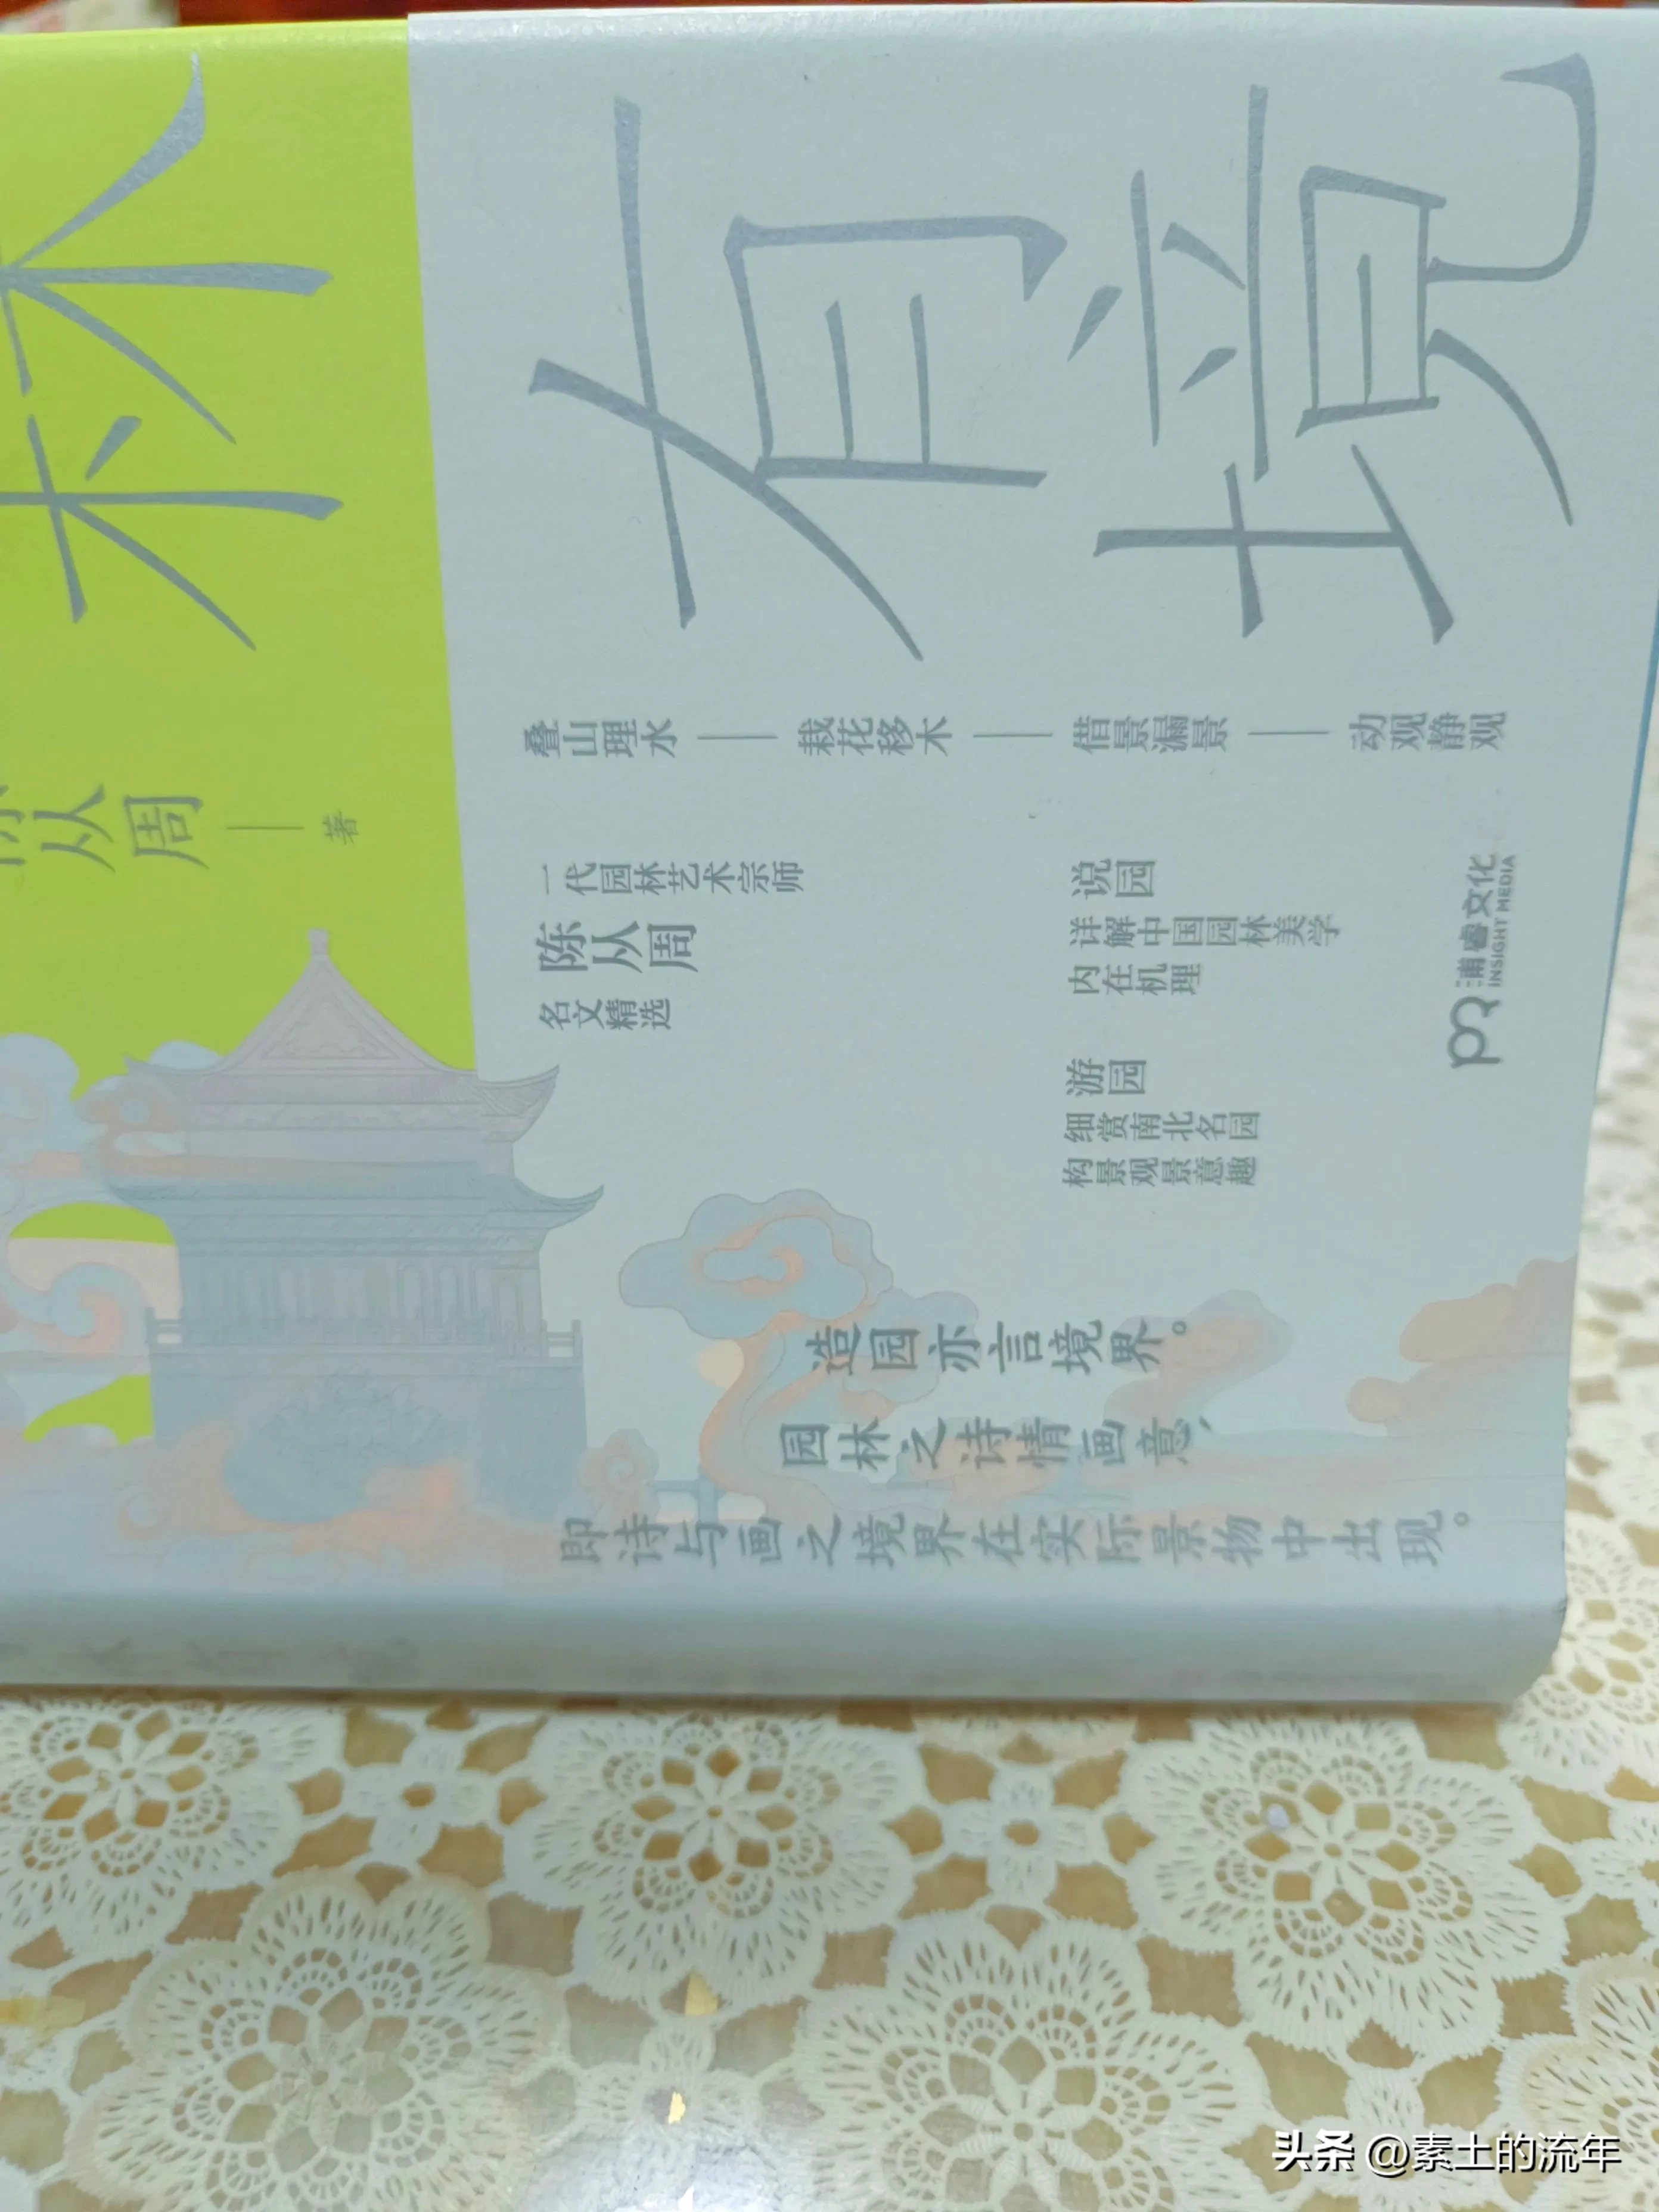 林有境
叠山理水｜栽花移木｜借景漏景｜动观静观
从周｜著
一代园林艺术宗师
陈从周
名文精选
说园
详解中国园林美学
内在机理
游园
细赏南北名园
构景观景意趣
浦睿文化
INSIGHT MEDIA
造园亦言境界。
园林之诗情画意，
即诗与画之境界在实际景物中出现。
林有境
头条 @素土的流年